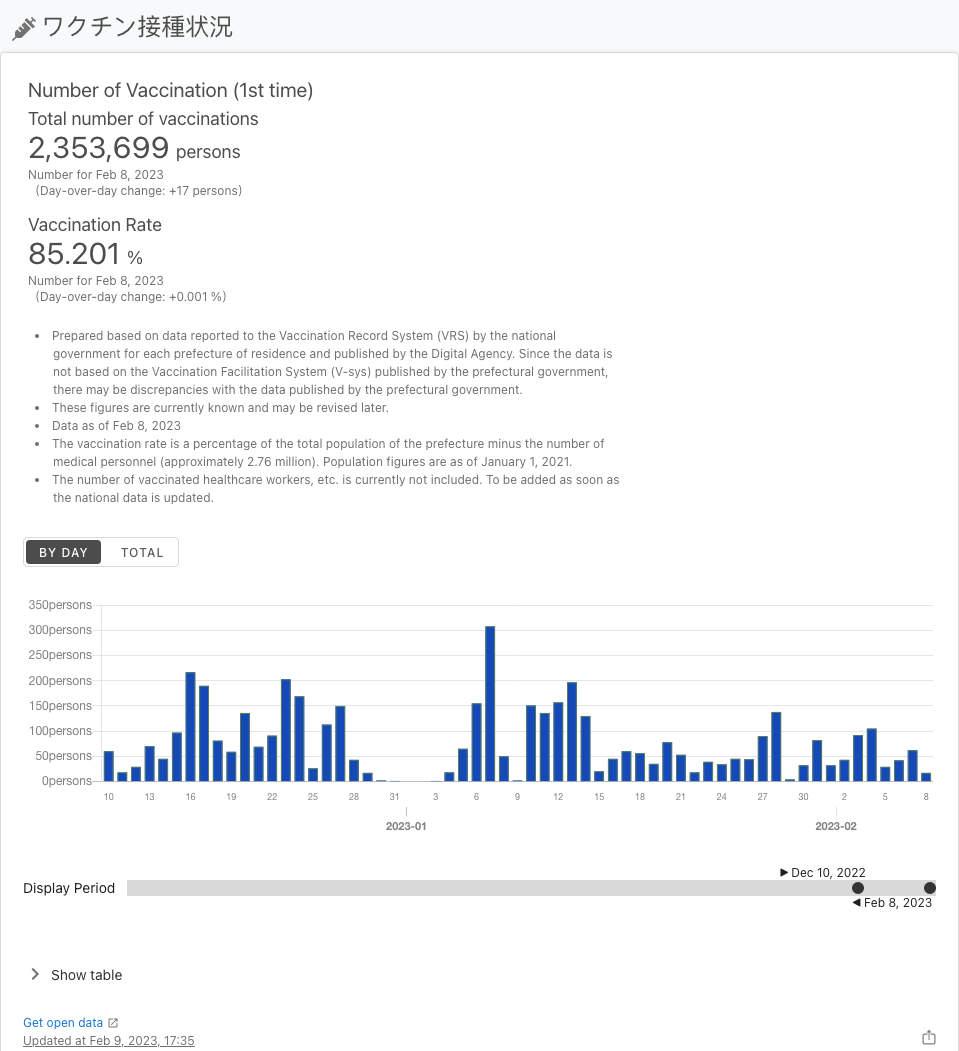 ワクチン接種状況
Number of Vaccination (1st time)
Total number of vaccinations
2,353,699 persons
Number for Feb 8, 2023
(Day-over-day change: +17 persons)
Vaccination Rate
85.201 %
Number for Feb 8, 2023
(Day-over-day change: +0.001 %)
• Prepared based on data reported to the Vaccination Record System (VRS) by the national
government for each prefecture of residence and published by the Digital Agency. Since the data is
not based on the Vaccination Facilitation System (V-sys) published by the prefectural government,
there may be discrepancies with the data published by the prefectural government.
• These figures are currently known and may be revised later.
• Data as of Feb 8, 2023
• The vaccination rate is a percentage of the total population of the prefecture minus the number of
medical personnel (approximately 2.76 million). Population figures are as of January 1, 2021.
• The number of vaccinated healthcare workers, etc. is currently not included. To be added as soon as
the national data is updated.
BY DAY TOTAL
350persons
300persons
250persons
200persons
150persons
100persons
50persons
0persons
10 13 16 19 22 25 28 31 3 6 9 12 15 18 21 24 27 30 2 5 8
2023-01 2023-02
Dec 10, 2022
Display Period
Feb 8, 2023
Show table
Get open data
Updated at Feb 9, 2023, 17:35